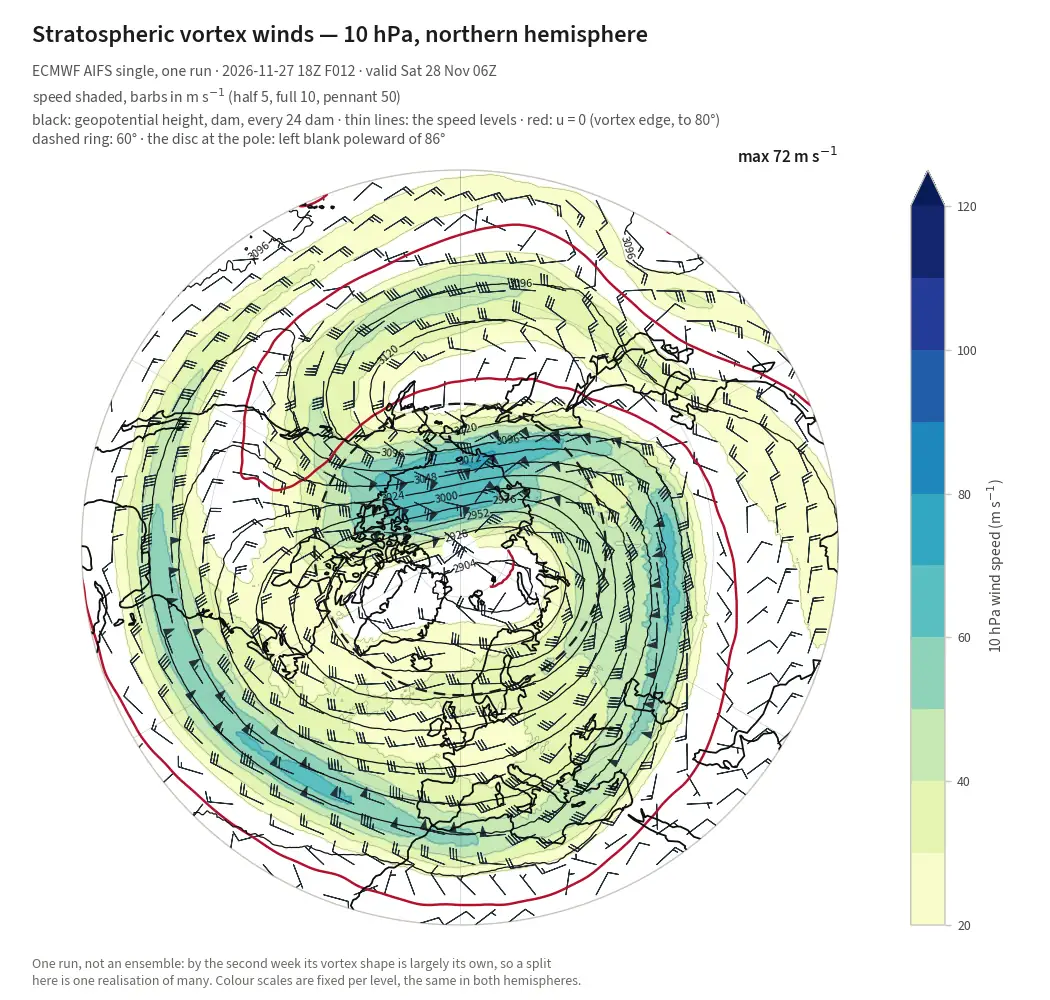 Stratospheric vortex winds — 10 hPa, northern hemisphere
ECMWF AIFS single, one run · 2026-11-27 18Z F012 · valid Sat 28 Nov 06Z
speed shaded, barbs in m s⁻¹ (half 5, full 10, pennant 50)
black: geopotential height, dam, every 24 dam · thin lines: the speed levels · red: u = 0 (vortex edge, to 80°)
dashed ring: 60° · the disc at the pole: left blank poleward of 86°
max 72 m s⁻¹
3096
3096
3096
3120
3120
3096
3096
3072
3048
3024
3000
2976
2952
2928
2904
120
100
80
60
40
20
10 hPa wind speed (m s⁻¹)
One run, not an ensemble: by the second week its vortex shape is largely its own, so a split
here is one realisation of many. Colour scales are fixed per level, the same in both hemispheres.